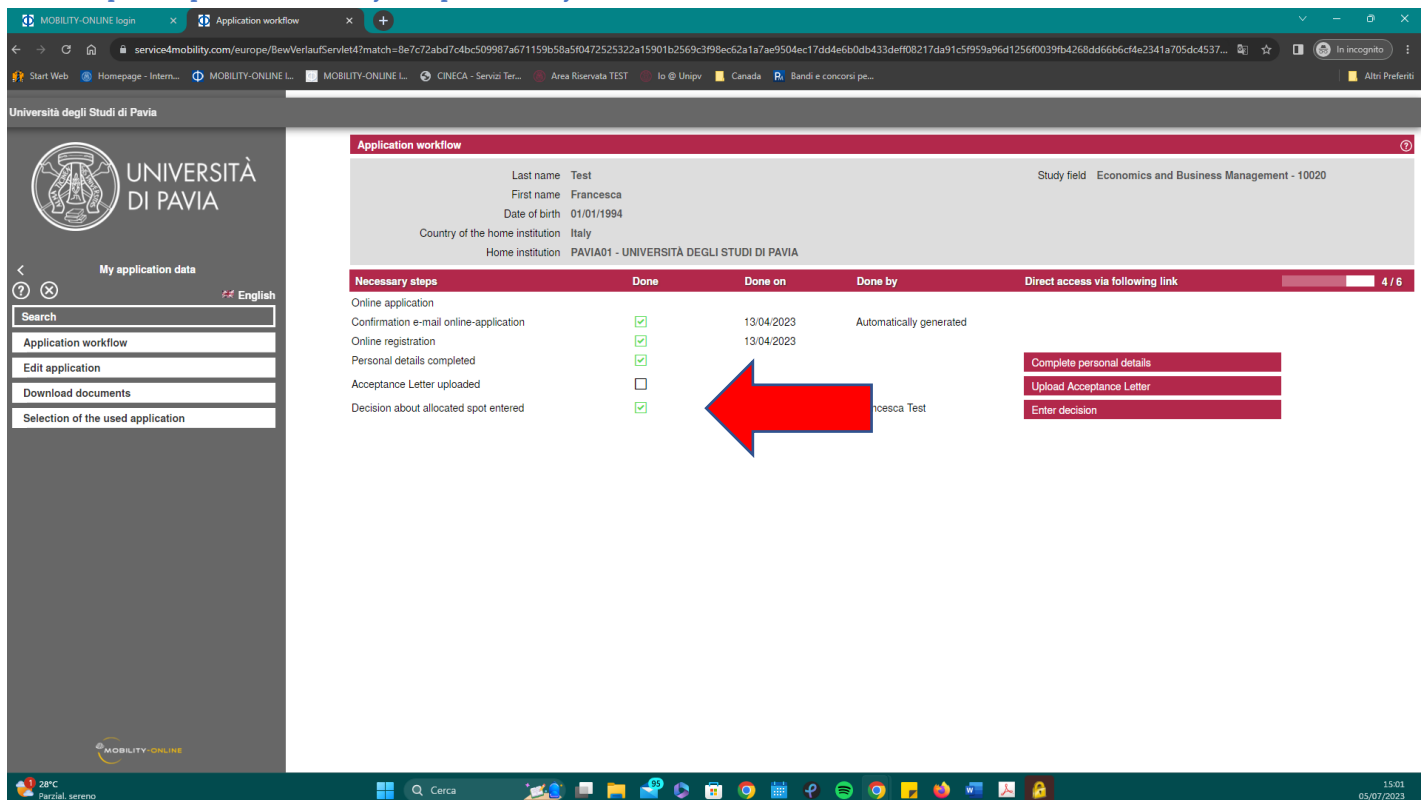 MOBILITY-ONLINE login
Application workflow
service4mobility.com/europe/BewVerlaufServlet4?match=8e7c72abd7c4bc509987a671159b58a5f0472525322a15901b2569c3f98ec62a1a7ae9504ec17dd4e6b0db433deff08217da91c5f959a96d1256f0039fb4268dd66b6cf4e2341a705dc4537...
In incognito
Start Web
Homepage - Intern...
MOBILITY-ONLINE I...
MOBILITY-ONLINE I...
CINECA - Servizi Ter...
Area Riservata TEST
Io @ Unipv
Canada
Bandi e concorsi pe...
Altri Preferiti
Università degli Studi di Pavia
UNIVERSITÀ
DI PAVIA
My application data
English
Search
Application workflow
Edit application
Download documents
Selection of the used application
MOBILITY-ONLINE
Application workflow
Last name Test
Study field Economics and Business Management - 10020
First name Francesca
Date of birth 01/01/1994
Country of the home institution Italy
Home institution PAVIA01 - UNIVERSITÀ DEGLI STUDI DI PAVIA
Necessary steps Done Done on Done by Direct access via following link 4 / 6
Online application
Confirmation e-mail online-application 13/04/2023 Automatically generated
Online registration 13/04/2023
Personal details completed Complete personal details
Acceptance Letter uploaded Upload Acceptance Letter
Decision about allocated spot entered ncesca Test Enter decision
1
28°C
Parzial. sereno
Cerca
95
15:01
05/07/2023